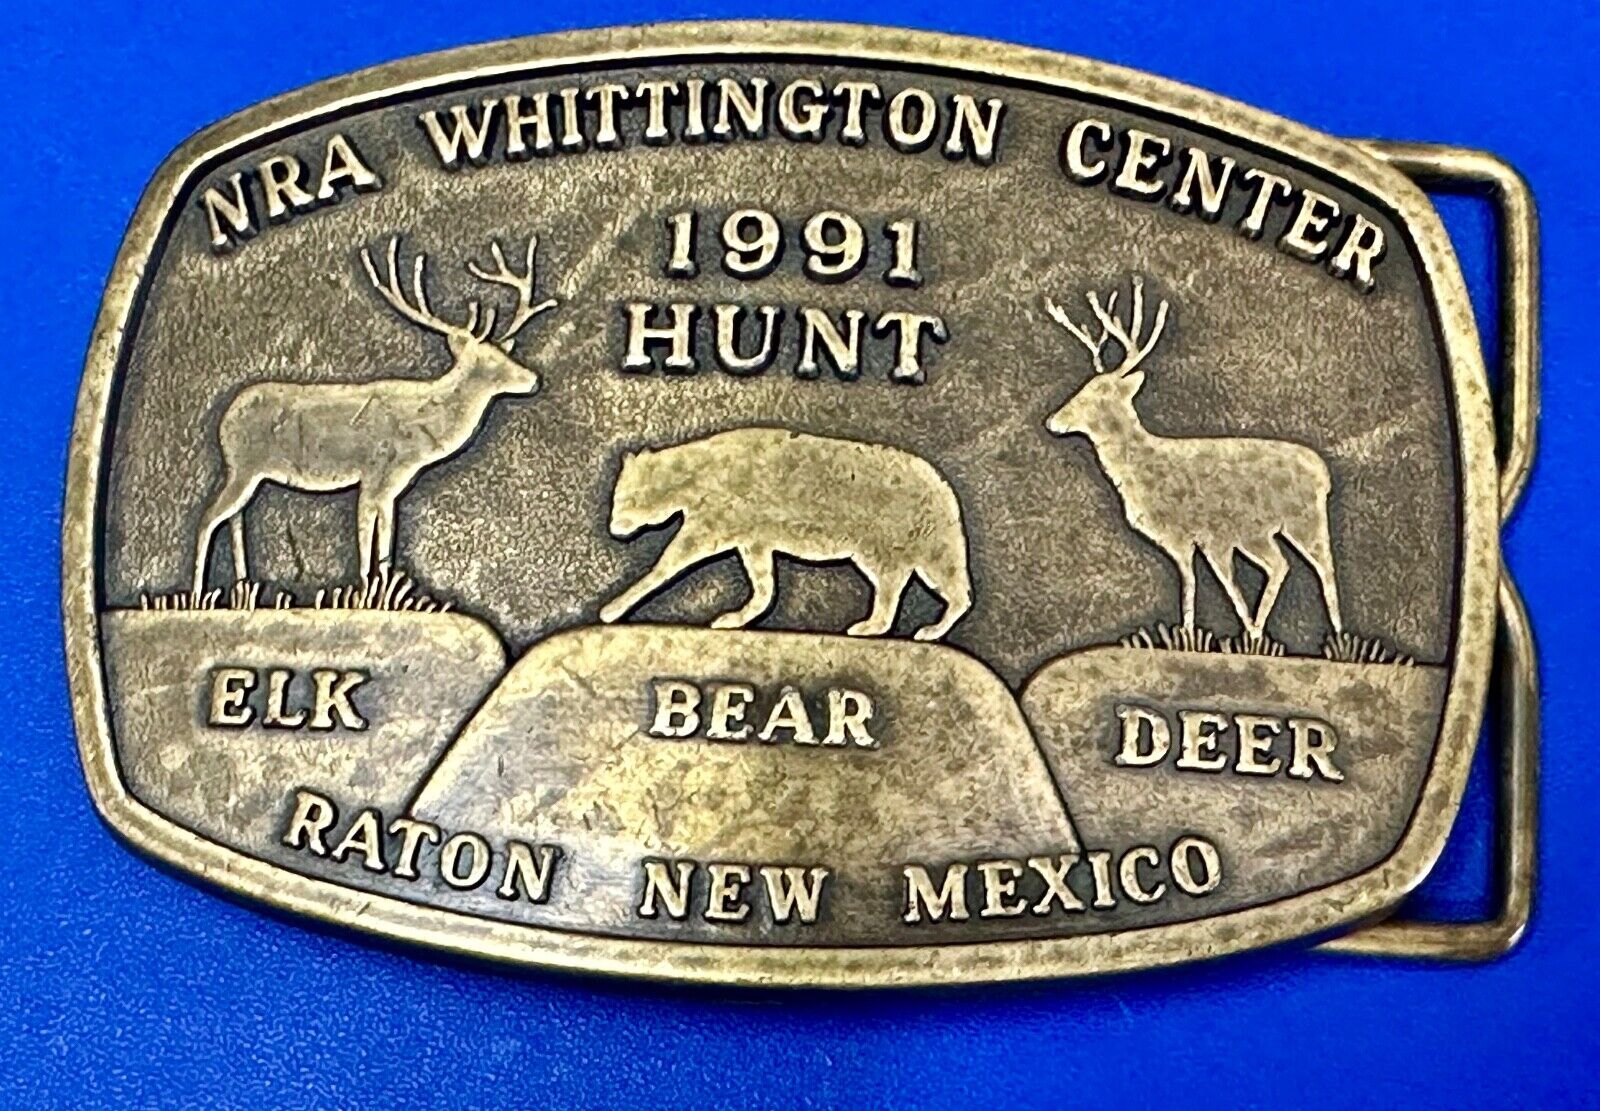 NRA WHITTINGTON CENTER
1991
HUNT
ELK
BEAR
DEER
RATON NEW MEXICO